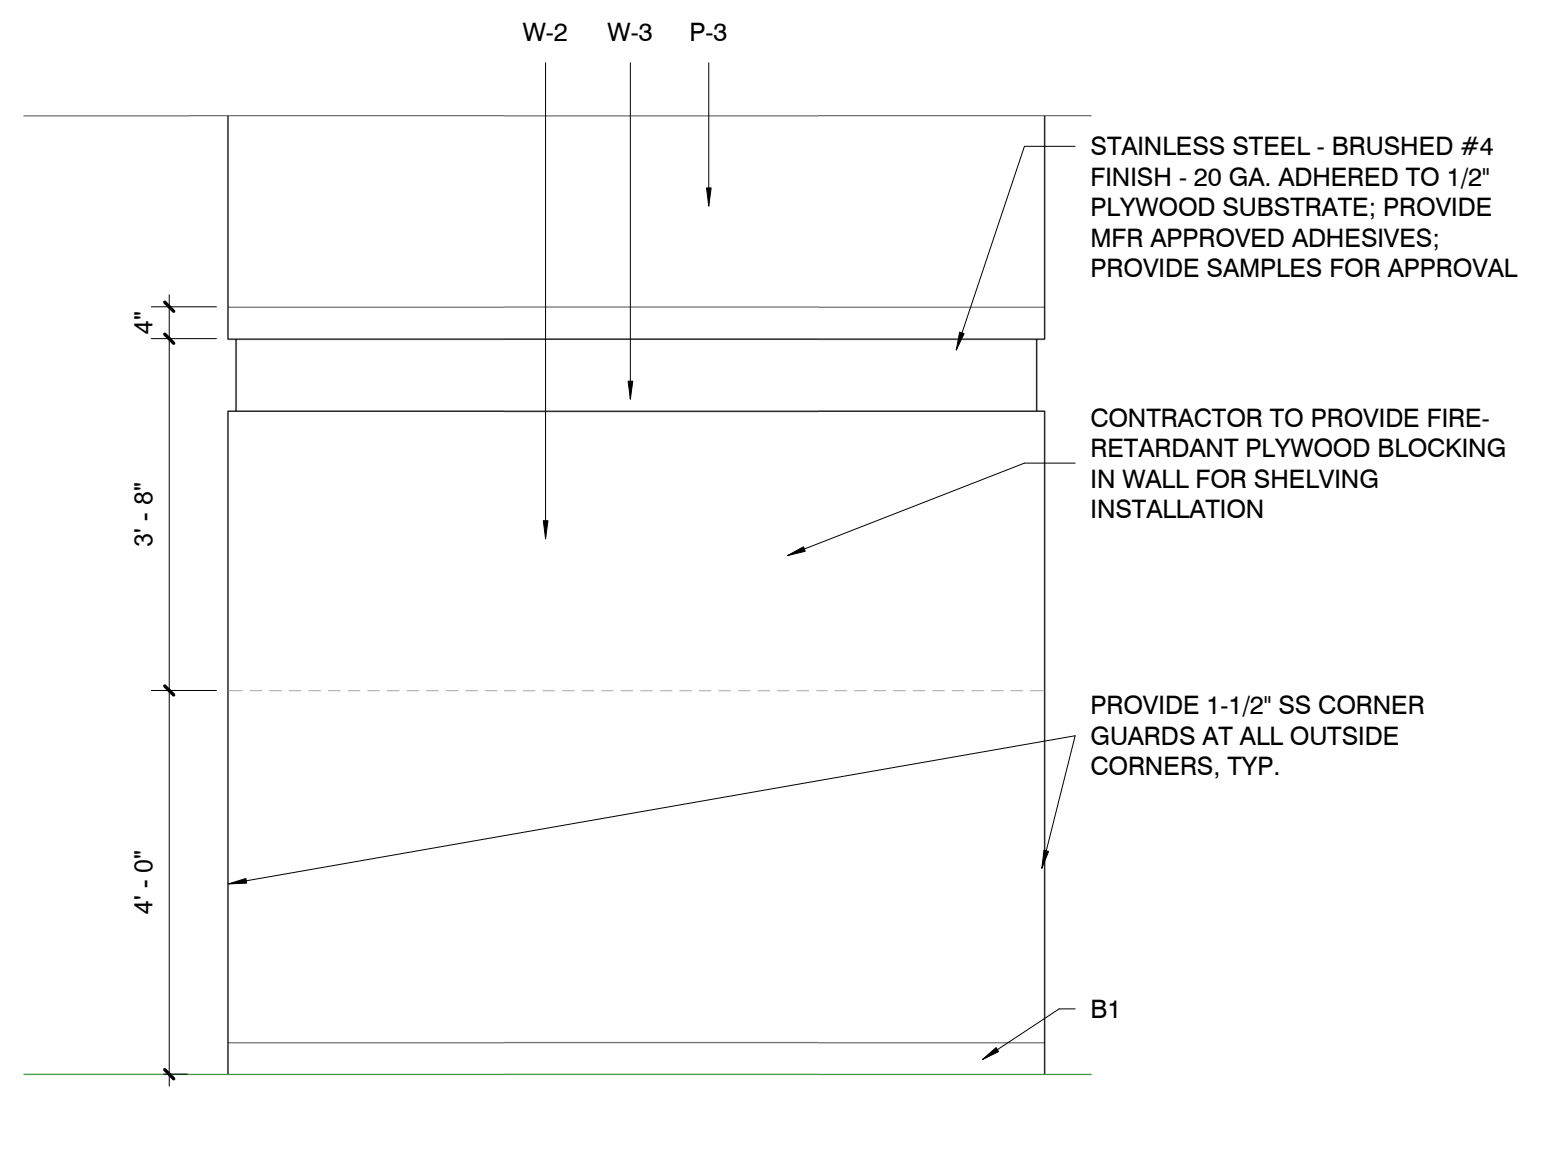 W-2 W-3 P-3
STAINLESS STEEL - BRUSHED #4
FINISH - 20 GA. ADHERED TO 1/2"
PLYWOOD SUBSTRATE; PROVIDE
MFR APPROVED ADHESIVES;
PROVIDE SAMPLES FOR APPROVAL
4"
CONTRACTOR TO PROVIDE FIRE-
RETARDANT PLYWOOD BLOCKING
IN WALL FOR SHELVING
INSTALLATION
3' - 8"
PROVIDE 1-1/2" SS CORNER
GUARDS AT ALL OUTSIDE
CORNERS, TYP.
4' - 0"
B1